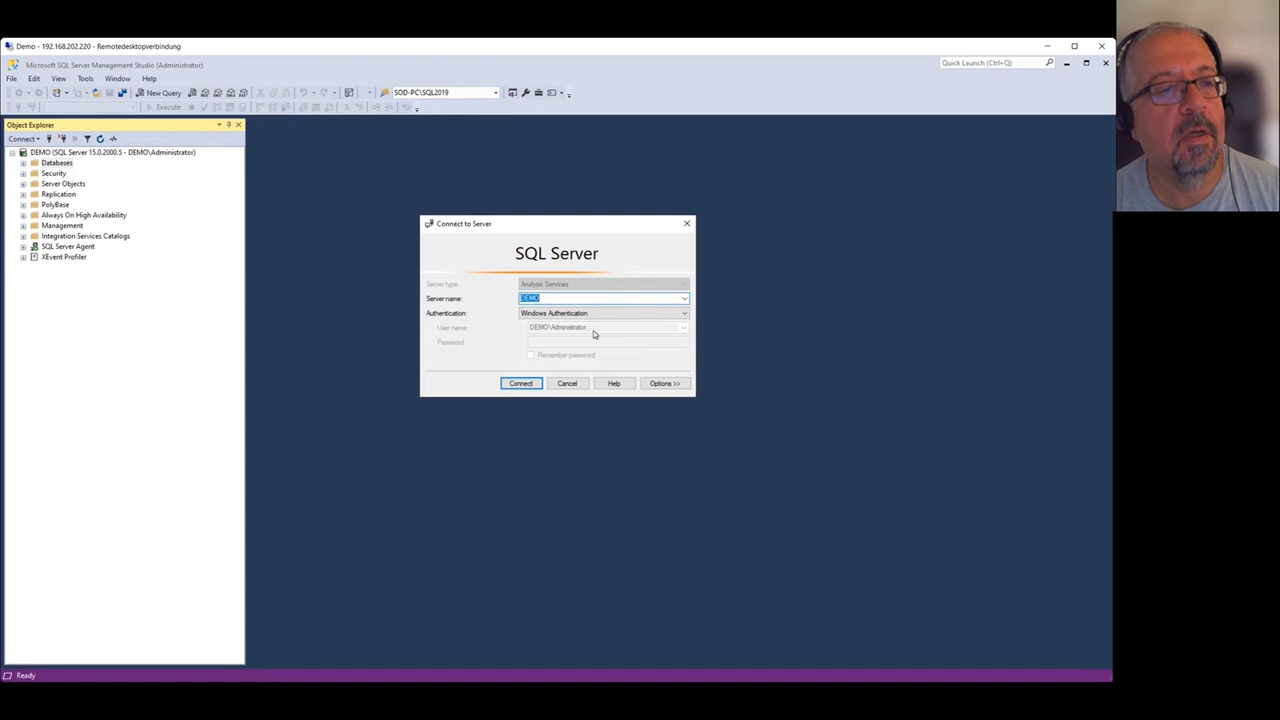 Demo - 192.168.202.220 - Remotedesktopverbindung
Microsoft SQL Server Management Studio (Administrator)
Quick Launch (Ctrl+Q)
File Edit View Tools Window Help
New Query
SOD-PC\SQL2019
Execute
Object Explorer
Connect
DEMO (SQL Server 15.0.2000.5 - DEMO\Administrator)
Databases
Security
Server Objects
Replication
PolyBase
Always On High Availability
Management
Integration Services Catalogs
SQL Server Agent
XEvent Profiler
Connect to Server
SQL Server
Server type: Analysis Services
Server name: DEMO
Authentication: Windows Authentication
User name: DEMO\Administrator
Password:
Remember password
Connect Cancel Help Options >>
Ready